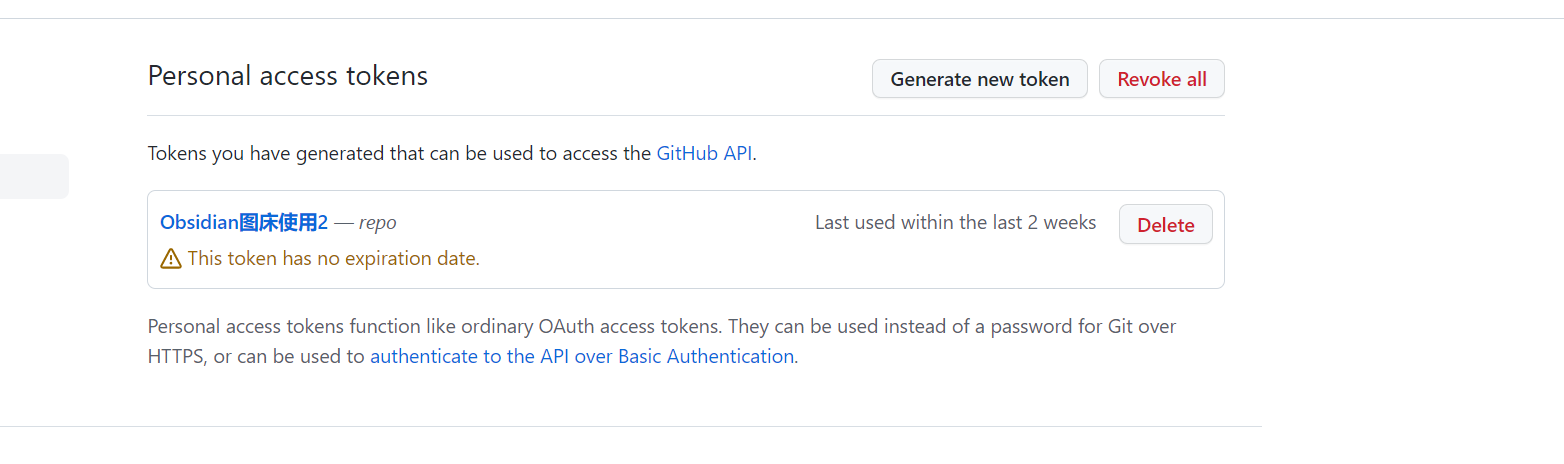 Personal access tokens
Generate new token
Revoke all
Tokens you have generated that can be used to access the GitHub API.
Obsidian图床使用2 — repo
Last used within the last 2 weeks
Delete
This token has no expiration date.
Personal access tokens function like ordinary OAuth access tokens. They can be used instead of a password for Git over
HTTPS, or can be used to authenticate to the API over Basic Authentication.